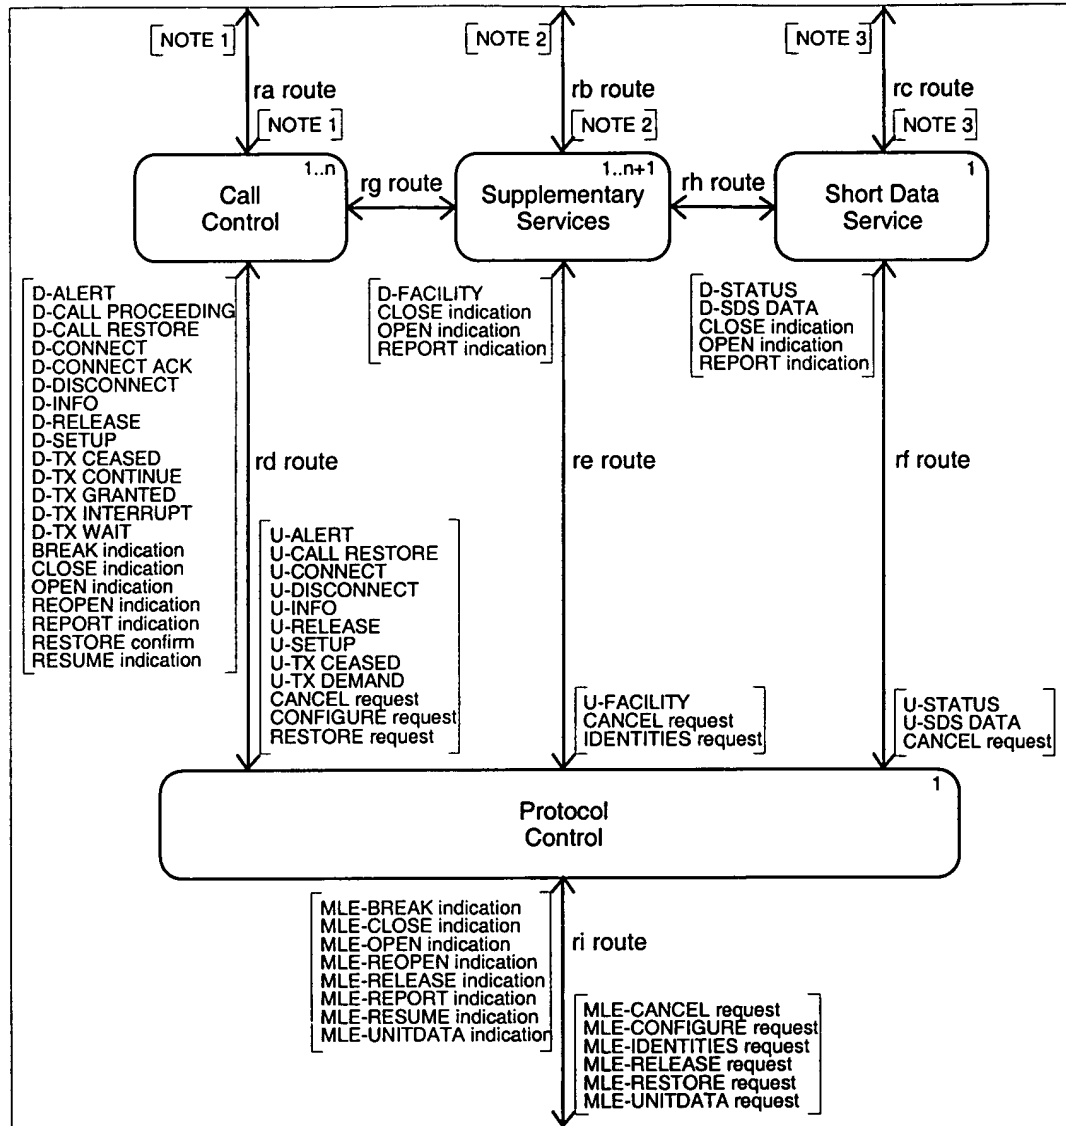 [NOTE 1]
[NOTE 2]
[NOTE 3]
ra route
rb route
rc route
[NOTE 1]
[NOTE 2]
[NOTE 3]
1..n
Call
Control
rg route
1..n+1
Supplementary
Services
rh route
1
Short Data
Service
D-ALERT
D-CALL PROCEEDING
D-CALL RESTORE
D-CONNECT
D-CONNECT ACK
D-DISCONNECT
D-INFO
D-RELEASE
D-SETUP
D-TX CEASED
D-TX CONTINUE
D-TX GRANTED
D-TX INTERRUPT
D-TX WAIT
BREAK indication
CLOSE indication
OPEN indication
REOPEN indication
REPORT indication
RESTORE confirm
RESUME indication
D-FACILITY
CLOSE indication
OPEN indication
REPORT indication
D-STATUS
D-SDS DATA
CLOSE indication
OPEN indication
REPORT indication
rd route
re route
rf route
U-ALERT
U-CALL RESTORE
U-CONNECT
U-DISCONNECT
U-INFO
U-RELEASE
U-SETUP
U-TX CEASED
U-TX DEMAND
CANCEL request
CONFIGURE request
RESTORE request
U-FACILITY
CANCEL request
IDENTITIES request
U-STATUS
U-SDS DATA
CANCEL request
1
Protocol
Control
MLE-BREAK indication
MLE-CLOSE indication
MLE-OPEN indication
MLE-REOPEN indication
MLE-RELEASE indication
MLE-REPORT indication
MLE-RESUME indication
MLE-UNITDATA indication
ri route
MLE-CANCEL request
MLE-CONFIGURE request
MLE-IDENTITIES request
MLE-RELEASE request
MLE-RESTORE request
MLE-UNITDATA request